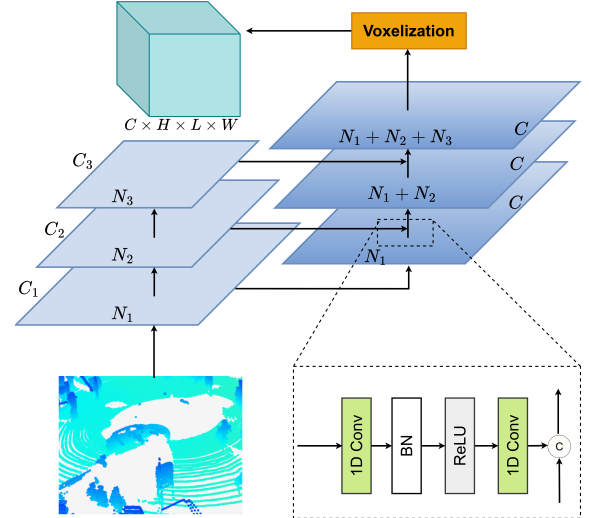 Voxelization
C × H × L × W
C₃
N₃
C₂
N₂
C₁
N₁
N₁ + N₂ + N₃
C
N₁ + N₂
C
C
N₁
1D Conv
BN
ReLU
1D Conv
C